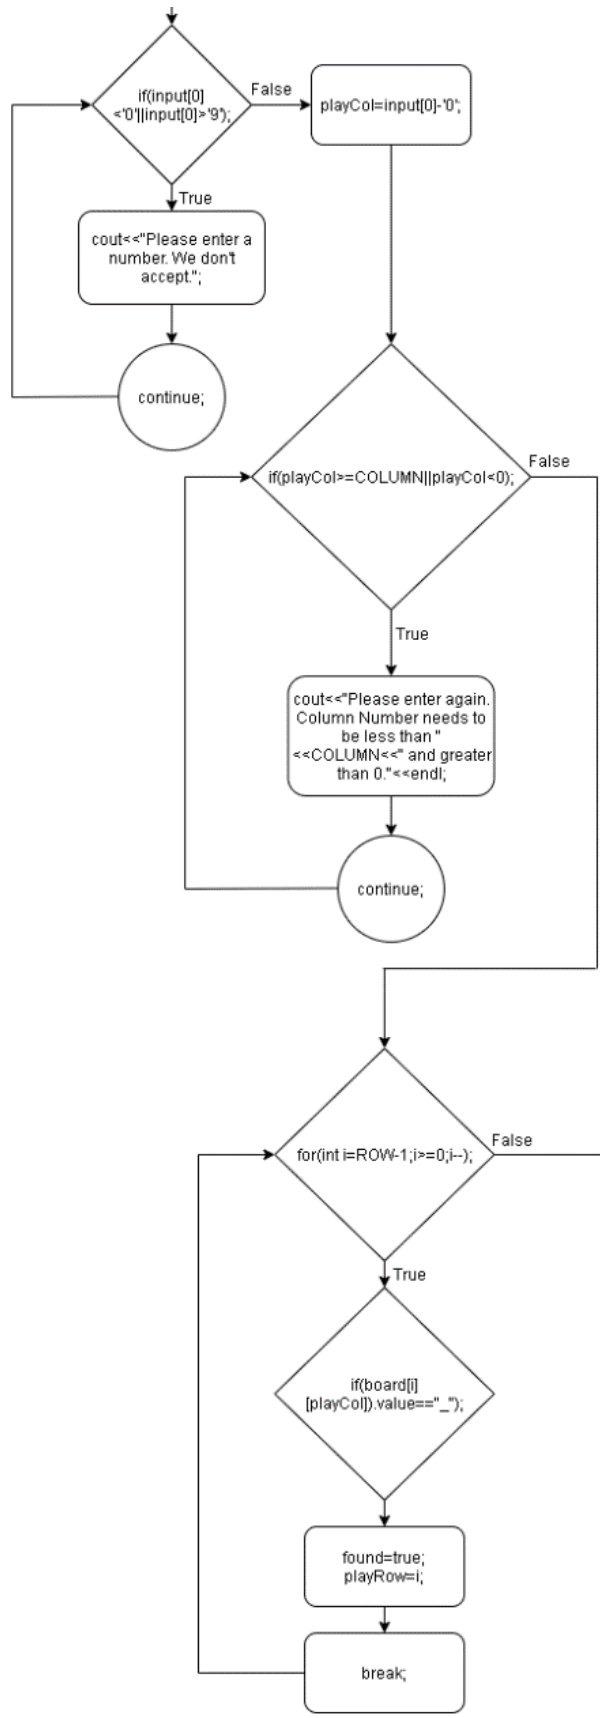 if(input[0]
<'0'||input[0]>'9');
False
playCol=input[0]-'0';
True
cout<<"Please enter a
number. We don't
accept.";
continue;
if(playCol>=COLUMN||playCol<0);
False
True
cout<<"Please enter again.
Column Number needs to
be less than "
<<COLUMN<<" and greater
than 0."<<endl;
continue;
for(int i=ROW-1;i>=0;i--);
False
True
if(board[i]
[playCol]).value=="_");
found=true;
playRow=i;
break;